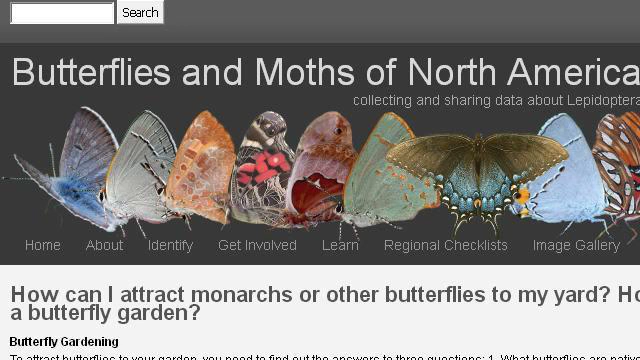 Search
Butterflies and Moths of North America
collecting and sharing data about Lepidoptera
Home About Identify Get Involved Learn Regional Checklists Image Gallery
How can I attract monarchs or other butterflies to my yard? Ho
a butterfly garden?
Butterfly Gardening
To attract butterflies to your garden, you need to find out the answers to three questions: 1. What butterflies are native